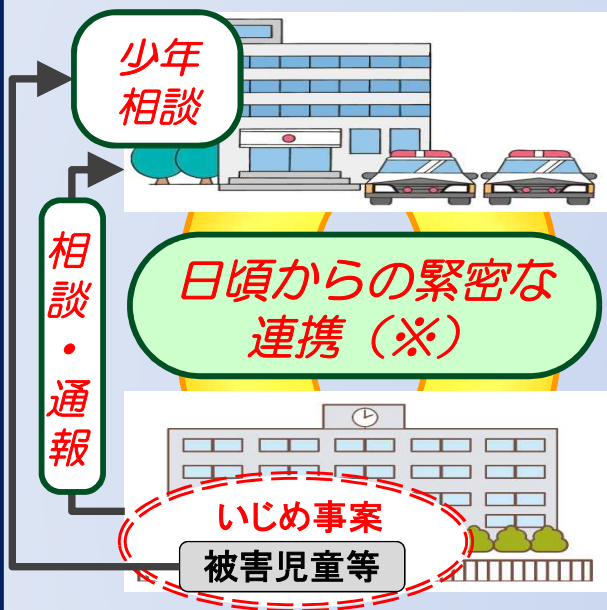 少年
相談
相談・通報
日頃からの緊密な
連携（※）
いじめ事案
被害児童等